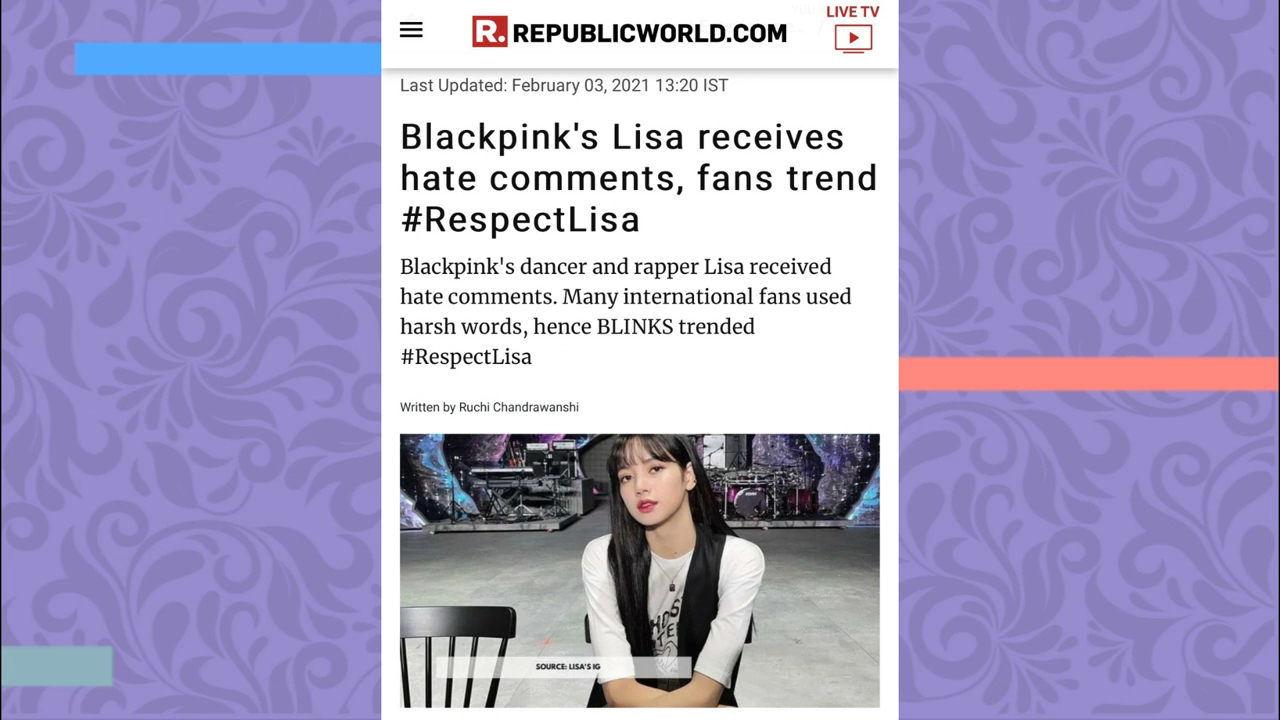 LIVE TV
R. REPUBLICWORLD.COM
Last Updated: February 03, 2021 13:20 IST
Blackpink's Lisa receives
hate comments, fans trend
#RespectLisa
Blackpink's dancer and rapper Lisa received
hate comments. Many international fans used
harsh words, hence BLINKS trended
#RespectLisa
Written by Ruchi Chandrawanshi
SOURCE: LISA'S IG